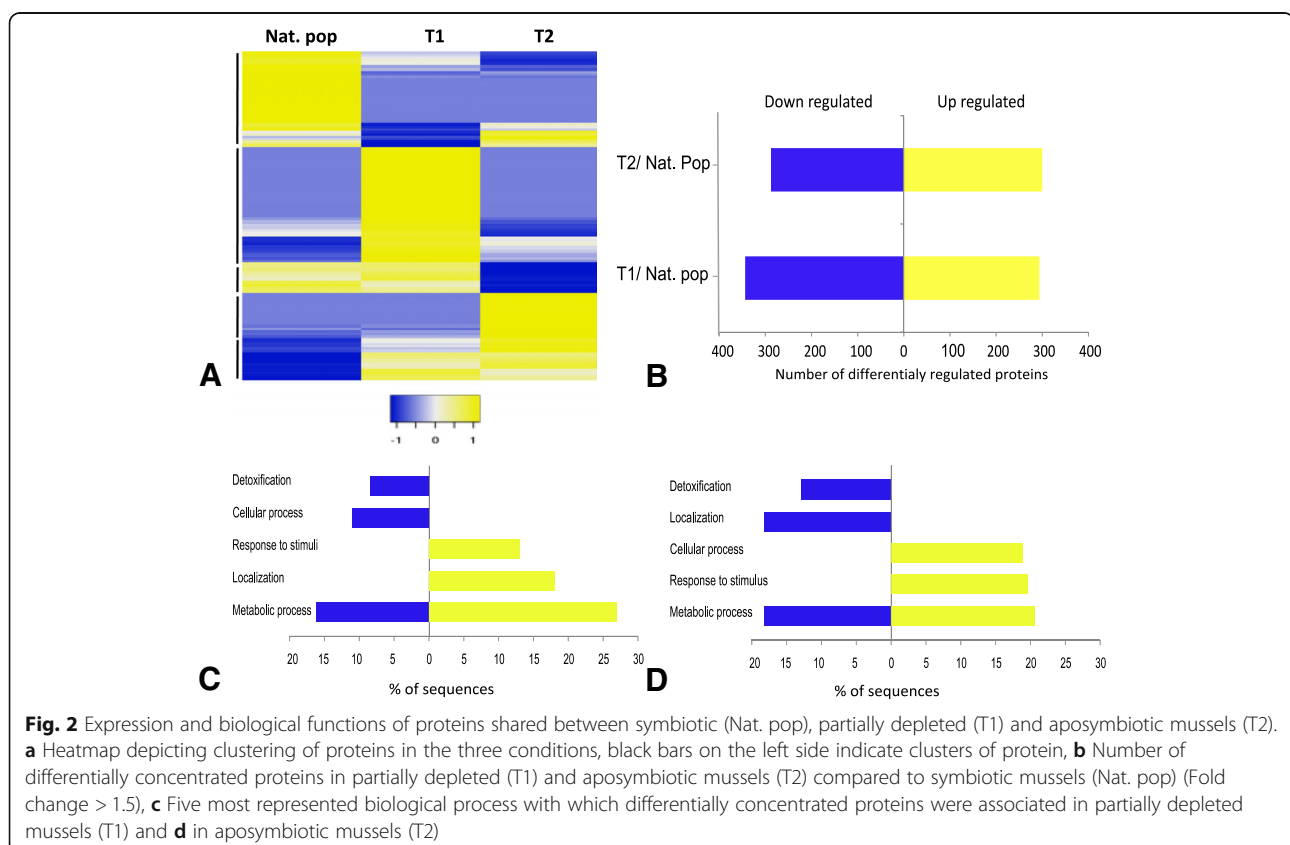 Nat. pop T1 T2
A
-1 0 1
Down regulated Up regulated
T2/ Nat. Pop
T1/ Nat. pop
400 300 200 100 0 100 200 300 400
Number of differentialy regulated proteins
B
Detoxification
Cellular process
Response to stimuli
Localization
Metabolic process
20 15 10 5 0 5 10 15 20 25 30
% of sequences
C
Detoxification
Localization
Cellular process
Response to stimulus
Metabolic process
20 15 10 5 0 5 10 15 20 25 30
% of sequences
D
Fig. 2 Expression and biological functions of proteins shared between symbiotic (Nat. pop), partially depleted (T1) and aposymbiotic mussels (T2).
a Heatmap depicting clustering of proteins in the three conditions, black bars on the left side indicate clusters of protein, b Number of
differentially concentrated proteins in partially depleted (T1) and aposymbiotic mussels (T2) compared to symbiotic mussels (Nat. pop) (Fold
change > 1.5), c Five most represented biological process with which differentially concentrated proteins were associated in partially depleted
mussels (T1) and d in aposymbiotic mussels (T2)